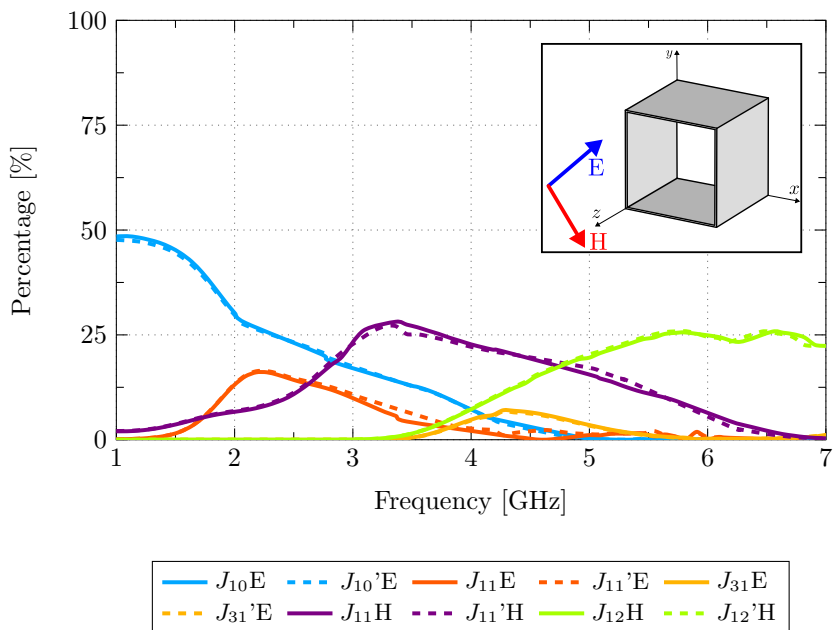 100
75
50
25
0
Percentage [%]
y
E
x
z
H
1 2 3 4 5 6 7
Frequency [GHz]
J₁₀E J₁₀’E J₁₁E J₁₁’E J₃₁E
J₃₁’E J₁₁H J₁₁’H J₁₂H J₁₂’H